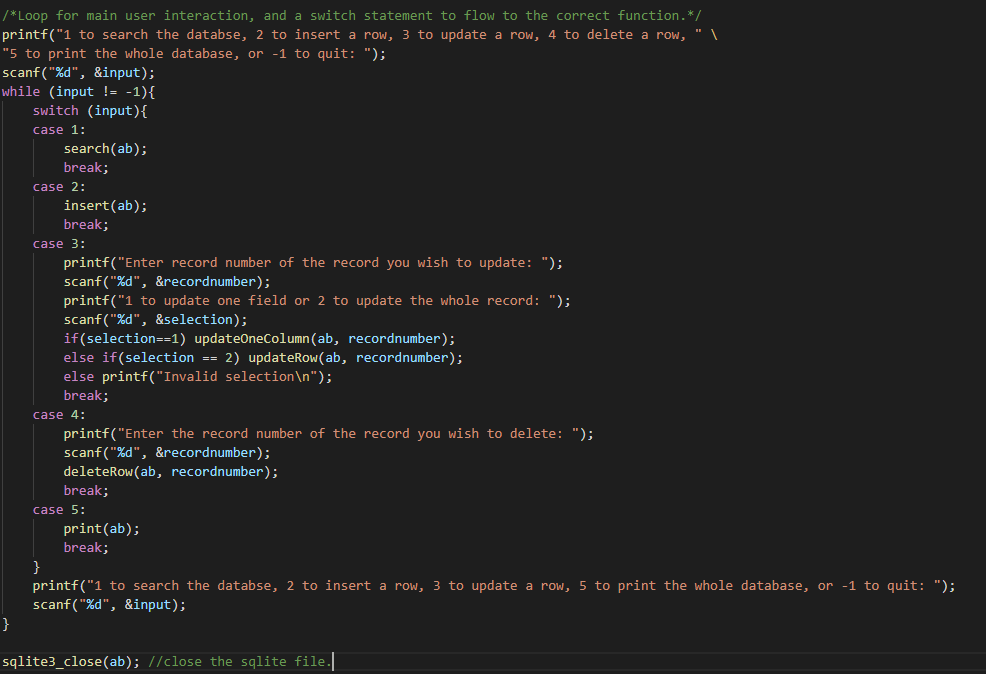 /*Loop for main user interaction, and a switch statement to flow to the correct function.*/
printf("1 to search the databse, 2 to insert a row, 3 to update a row, 4 to delete a row, " \
"5 to print the whole database, or -1 to quit: ");
scanf("%d", &input);
while (input != -1){
    switch (input){
    case 1:
        search(ab);
        break;
    case 2:
        insert(ab);
        break;
    case 3:
        printf("Enter record number of the record you wish to update: ");
        scanf("%d", &recordnumber);
        printf("1 to update one field or 2 to update the whole record: ");
        scanf("%d", &selection);
        if(selection==1) updateOneColumn(ab, recordnumber);
        else if(selection == 2) updateRow(ab, recordnumber);
        else printf("Invalid selection\n");
        break;
    case 4:
        printf("Enter the record number of the record you wish to delete: ");
        scanf("%d", &recordnumber);
        deleteRow(ab, recordnumber);
        break;
    case 5:
        print(ab);
        break;
    }
    printf("1 to search the databse, 2 to insert a row, 3 to update a row, 5 to print the whole database, or -1 to quit: ");
    scanf("%d", &input);
}
sqlite3_close(ab); //close the sqlite file.